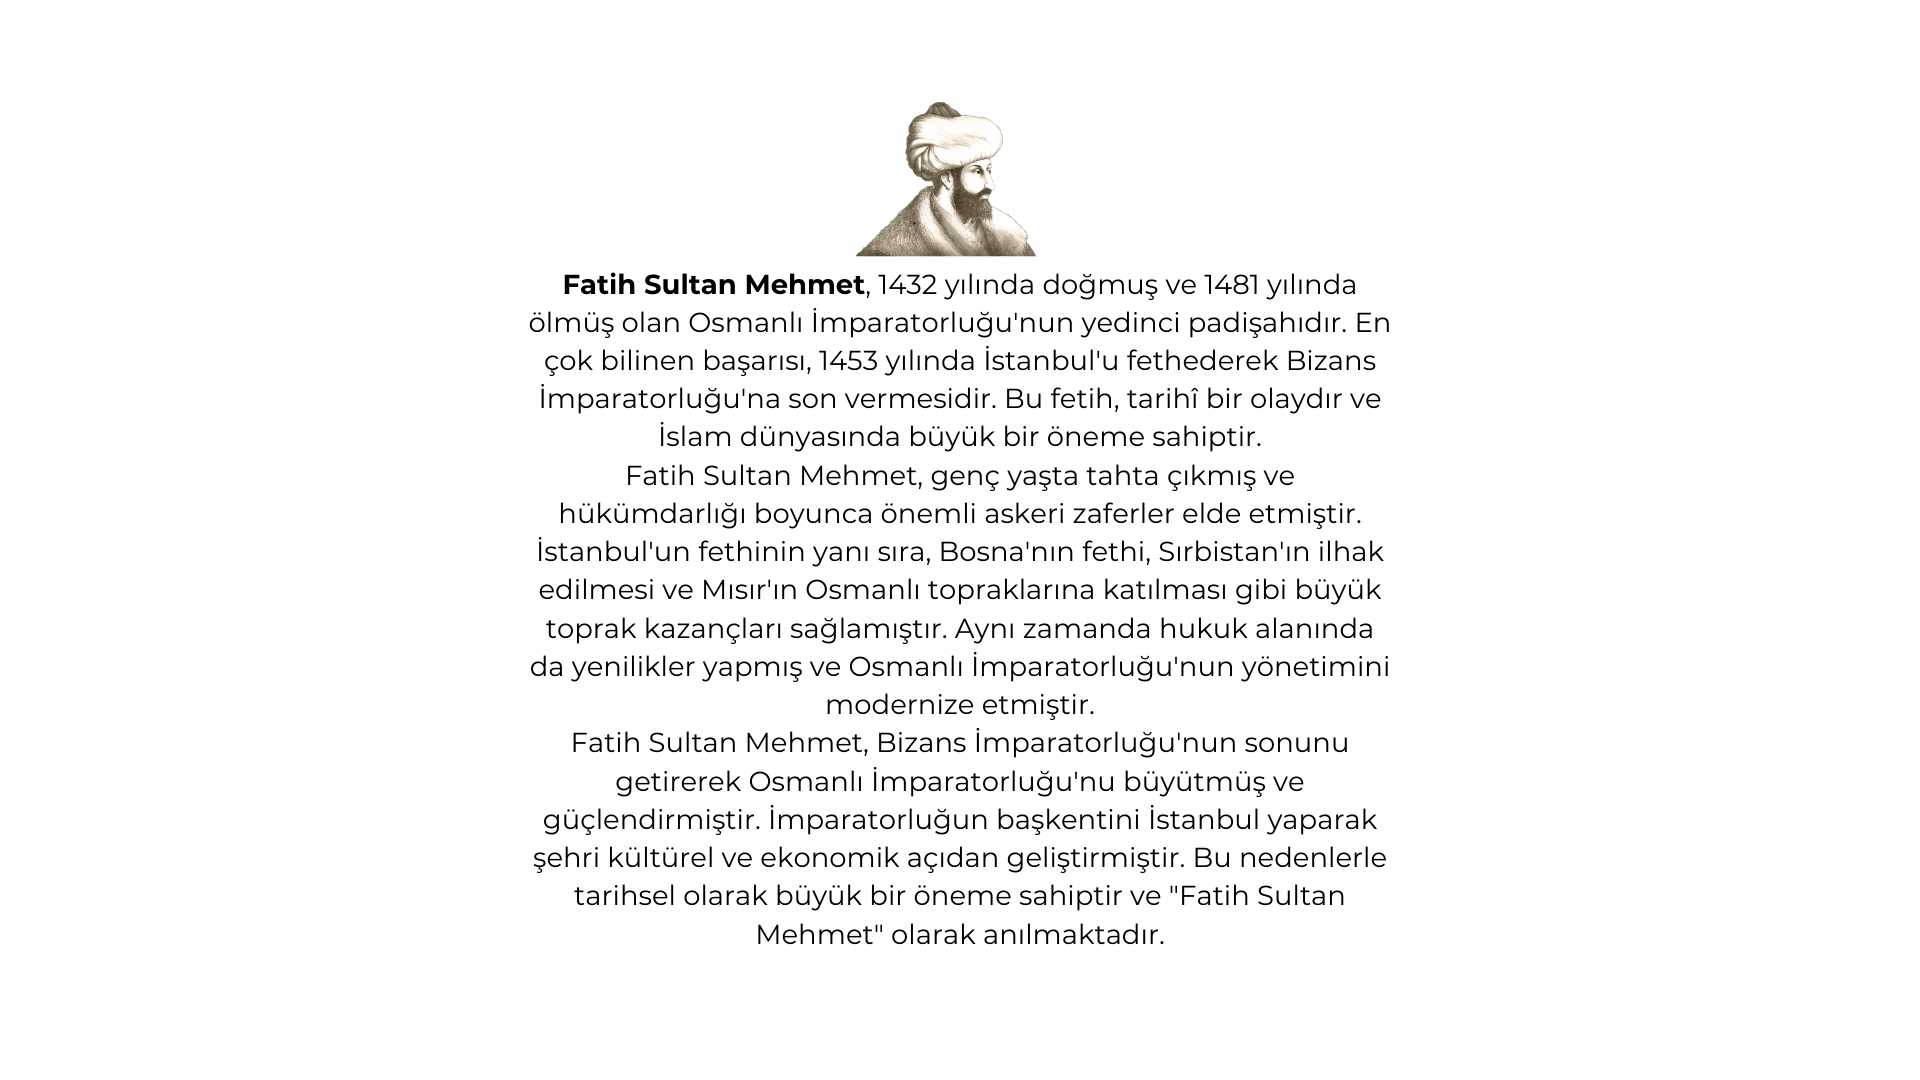 Fatih Sultan Mehmet, 1432 yılında doğmuş ve 1481 yılında
ölmüş olan Osmanlı İmparatorluğu'nun yedinci padişahıdır. En
çok bilinen başarısı, 1453 yılında İstanbul'u fethederek Bizans
İmparatorluğu'na son vermesidir. Bu fetih, tarihî bir olaydır ve
İslam dünyasında büyük bir öneme sahiptir.
Fatih Sultan Mehmet, genç yaşta tahta çıkmış ve
hükümdarlığı boyunca önemli askeri zaferler elde etmiştir.
İstanbul'un fethinin yanı sıra, Bosna'nın fethi, Sırbistan'ın ilhak
edilmesi ve Mısır'ın Osmanlı topraklarına katılması gibi büyük
toprak kazançları sağlamıştır. Aynı zamanda hukuk alanında
da yenilikler yapmış ve Osmanlı İmparatorluğu'nun yönetimini
modernize etmiştir.
Fatih Sultan Mehmet, Bizans İmparatorluğu'nun sonunu
getirerek Osmanlı İmparatorluğu'nu büyütmüş ve
güçlendirmiştir. İmparatorluğun başkentini İstanbul yaparak
şehri kültürel ve ekonomik açıdan geliştirmiştir. Bu nedenlerle
tarihsel olarak büyük bir öneme sahiptir ve "Fatih Sultan
Mehmet" olarak anılmaktadır.